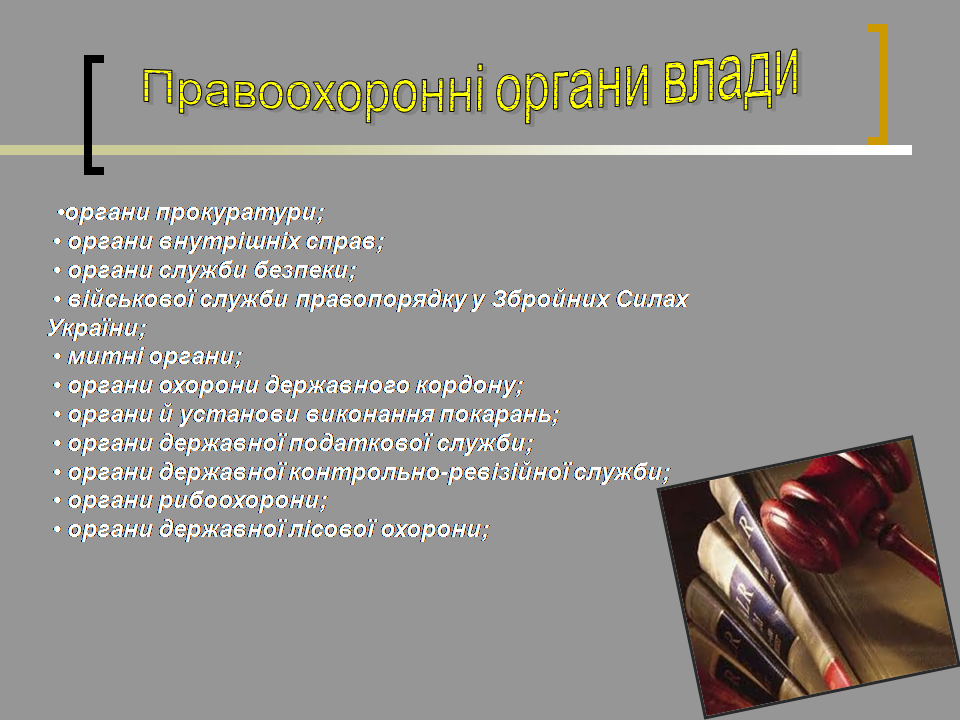 Правоохоронні органи влади
•органи прокуратури;
• органи внутрішніх справ;
• органи служби безпеки;
• військової служби правопорядку у Збройних Силах
України;
• митні органи;
• органи охорони державного кордону;
• органи й установи виконання покарань;
• органи державної податкової служби;
• органи державної контрольно-ревізійної служби;
• органи рибоохорони;
• органи державної лісової охорони;